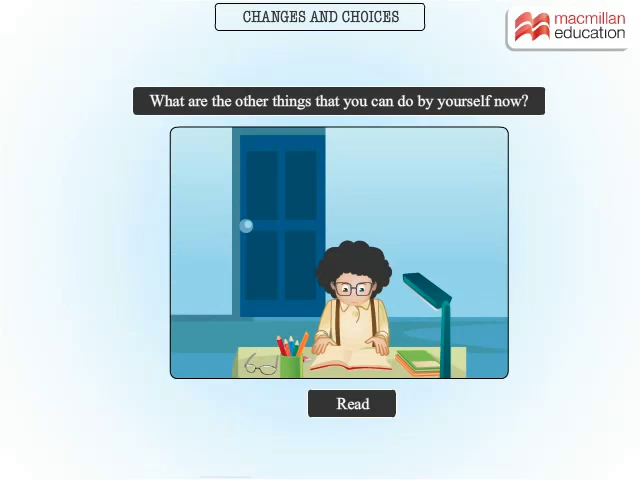 CHANGES AND CHOICES
macmillan
education
What are the other things that you can do by yourself now?
Read